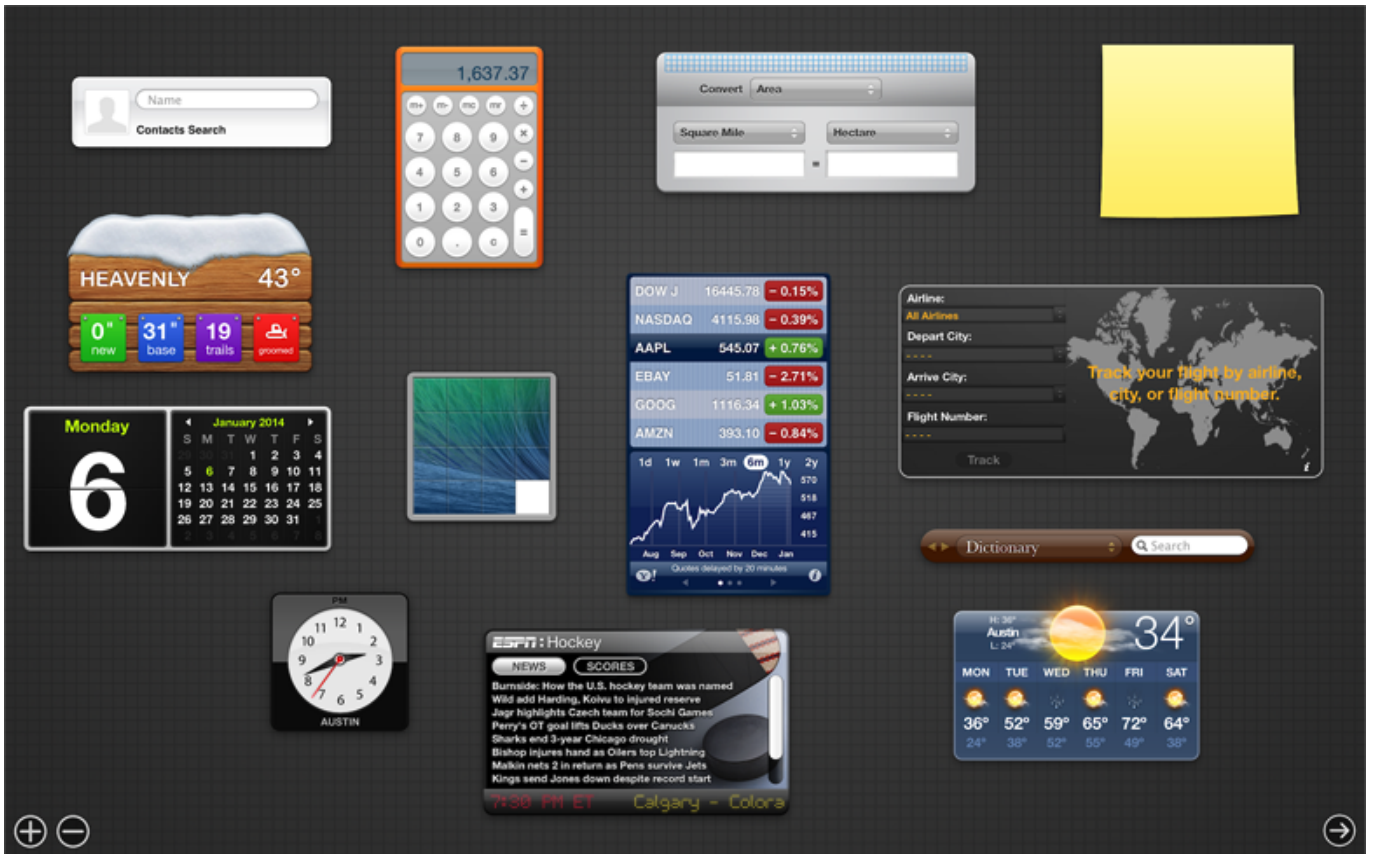 Name
Contacts Search
1,637.37
m+ m- mc mr ÷
7 8 9 ×
4 5 6 −
1 2 3 +
0 . c =
Convert Area
Square Mile Hectare
=
HEAVENLY 43°
0" new
31" base
19 trails
groomed
DOW J 16445.78 − 0.15%
NASDAQ 4115.98 − 0.39%
AAPL 545.07 + 0.76%
EBAY 51.81 − 2.71%
GOOG 1116.34 + 1.03%
AMZN 393.10 − 0.84%
1d 1w 1m 3m 6m 1y 2y
570
518
467
415
Aug Sep Oct Nov Dec Jan
Y! Quotes delayed by 20 minutes i
Airline:
All Airlines
Depart City:
- - - -
Arrive City:
- - - -
Flight Number:
- - - -
Track
Track your flight by airline,
city, or flight number.
i
Monday
6
January 2014
S M T W T F S
29 30 31 1 2 3 4
5 6 7 8 9 10 11
12 13 14 15 16 17 18
19 20 21 22 23 24 25
26 27 28 29 30 31 1
2 3 4 5 6 7 8
Dictionary Search
PM
12 1 2 3 4 5 6 7 8 9 10 11
AUSTIN
ESPN: Hockey
NEWS SCORES
Burnside: How the U.S. hockey team was named
Wild add Harding, Koivu to injured reserve
Jagr highlights Czech team for Sochi Games
Perry's OT goal lifts Ducks over Canucks
Sharks end 3-year Chicago drought
Bishop injures hand as Oilers top Lightning
Malkin nets 2 in return as Pens survive Jets
Kings send Jones down despite record start
7:30 PM ET Calgary - Colora
H: 36°
Austin
L: 24°
34°
MON TUE WED THU FRI SAT
36° 52° 59° 65° 72° 64°
24° 38° 52° 55° 49° 38°